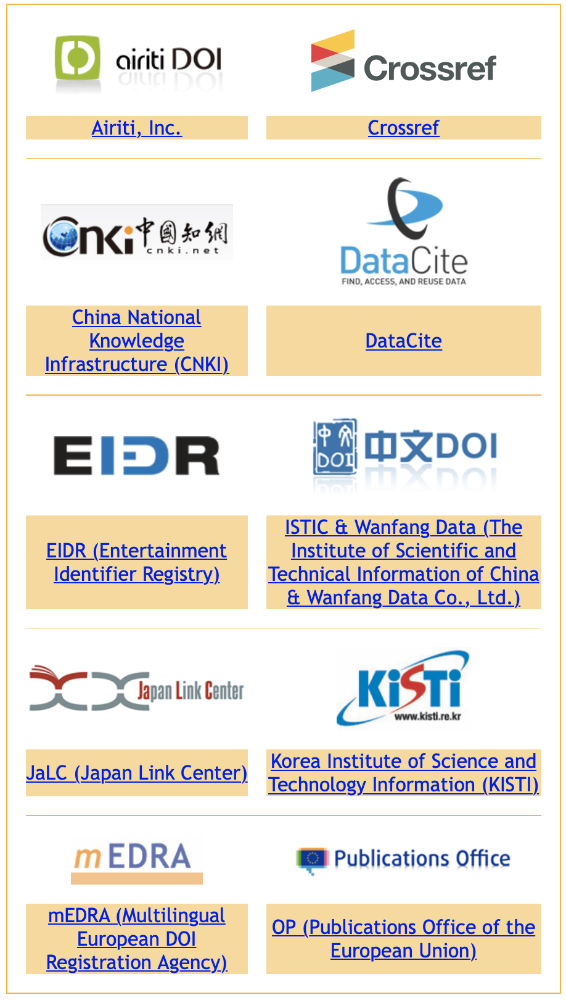 airiti DOI
Crossref
Airiti, Inc.
Crossref
cnki 中國知網
cnki.net
DataCite
FIND, ACCESS, AND REUSE DATA
China National
Knowledge
Infrastructure (CNKI)
DataCite
EIDR
中文
DOI
中文DOI
EIDR (Entertainment
Identifier Registry)
ISTIC & Wanfang Data (The
Institute of Scientific and
Technical Information of China
& Wanfang Data Co., Ltd.)
Japan Link Center
KiSTi
www.kisti.re.kr
JaLC (Japan Link Center)
Korea Institute of Science and
Technology Information (KISTI)
mEDRA
Publications Office
mEDRA (Multilingual
European DOI
Registration Agency)
OP (Publications Office of the
European Union)